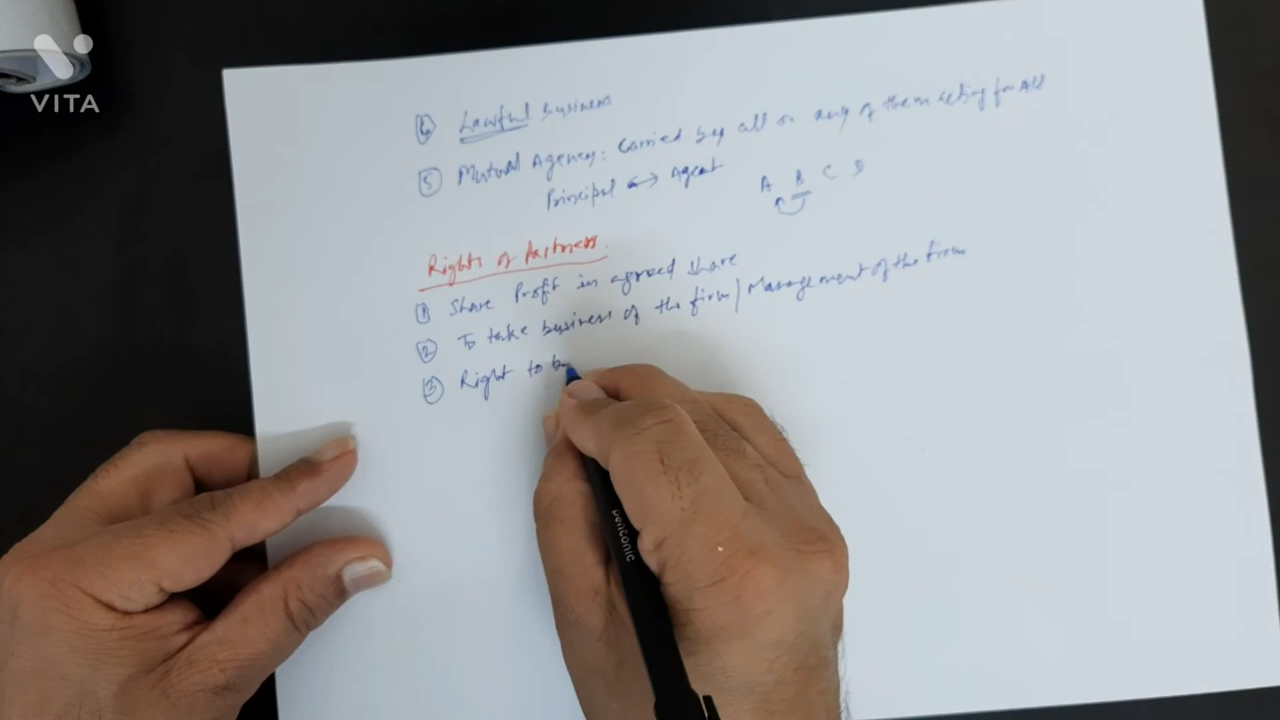 VITA
④ Lawful Business
⑤ Mutual Agency: Carried by all or any of them acting for All
Principal ↔ Agent
A B C D
Rights of Partners.
① Share Profit in agreed share
② To take business of the firm / Management of the firm
③ Right to be
pentonic